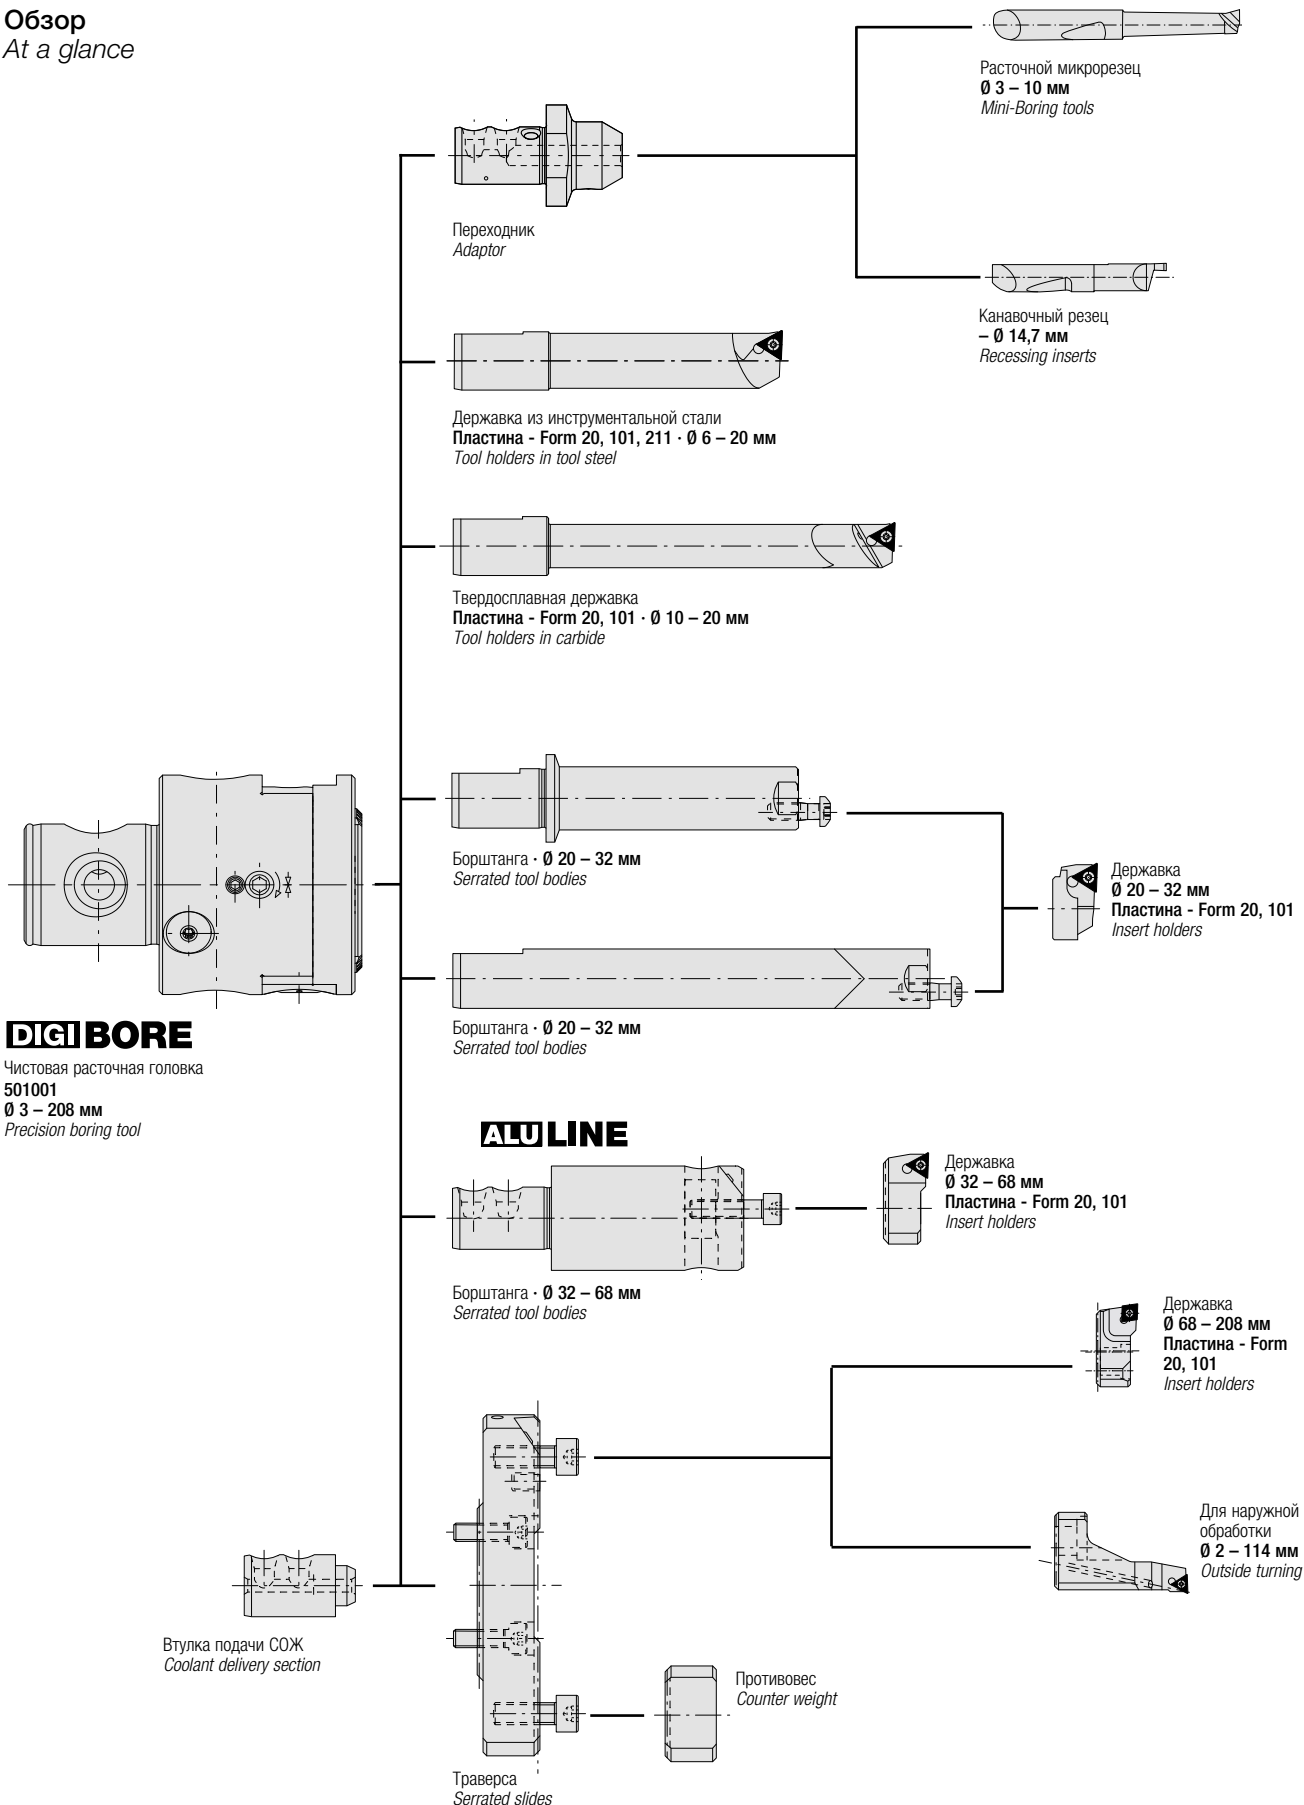 Обзор
At a glance
Расточной микрорезец
Ø 3 – 10 мм
Mini-Boring tools
Переходник
Adaptor
Канавочный резец
– Ø 14,7 мм
Recessing inserts
Державка из инструментальной стали
Пластина - Form 20, 101, 211 · Ø 6 – 20 мм
Tool holders in tool steel
Твердосплавная державка
Пластина - Form 20, 101 · Ø 10 – 20 мм
Tool holders in carbide
Борштанга · Ø 20 – 32 мм
Serrated tool bodies
Державка
Ø 20 – 32 мм
Пластина - Form 20, 101
Insert holders
Борштанга · Ø 20 – 32 мм
Serrated tool bodies
DIGI BORE
Чистовая расточная головка
501001
Ø 3 – 208 мм
Precision boring tool
ALU LINE
Державка
Ø 32 – 68 мм
Пластина - Form 20, 101
Insert holders
Борштанга · Ø 32 – 68 мм
Serrated tool bodies
Державка
Ø 68 – 208 мм
Пластина - Form
20, 101
Insert holders
Для наружной
обработки
Ø 2 – 114 мм
Outside turning
Втулка подачи СОЖ
Coolant delivery section
Противовес
Counter weight
Траверса
Serrated slides